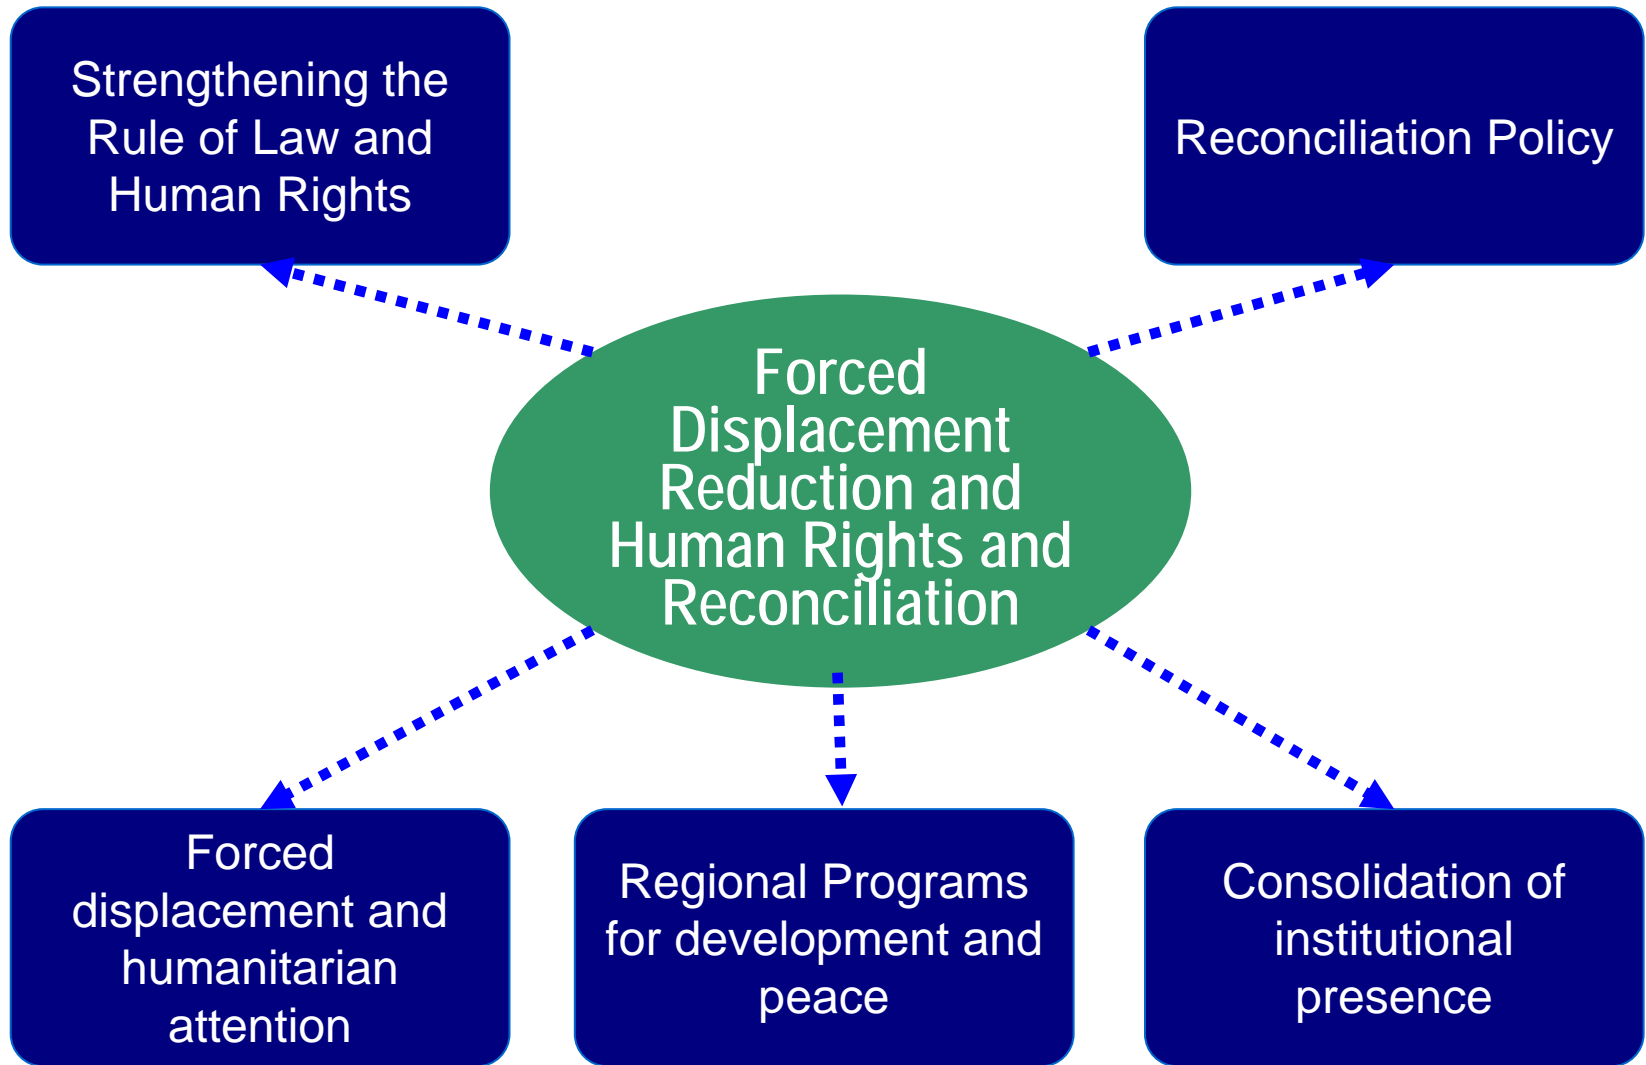 Strengthening the
Rule of Law and
Human Rights
Reconciliation Policy
Forced
Displacement
Reduction and
Human Rights and
Reconciliation
Forced
displacement and
humanitarian
attention
Regional Programs
for development and
peace
Consolidation of
institutional
presence